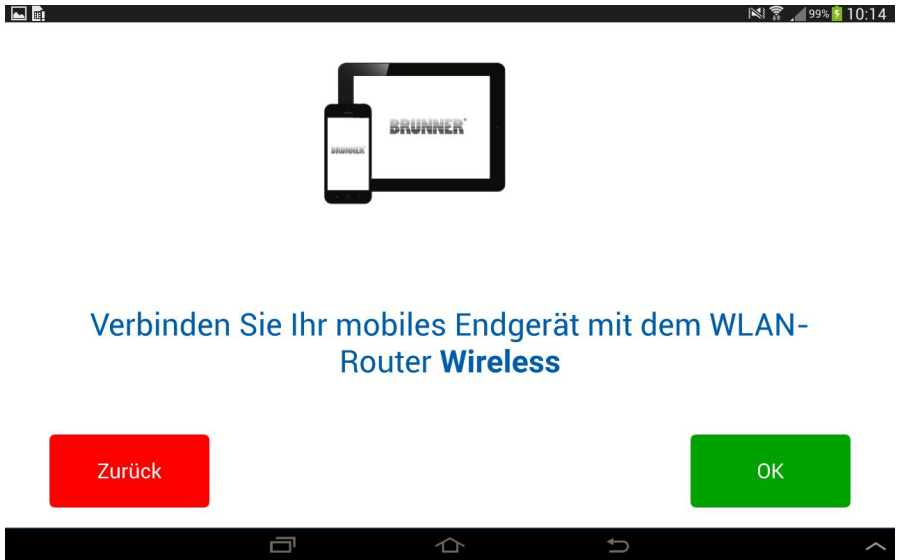 99% 10:14
BRUNNER
BRUNNER
Verbinden Sie Ihr mobiles Endgerät mit dem WLAN-
Router Wireless
Zurück OK